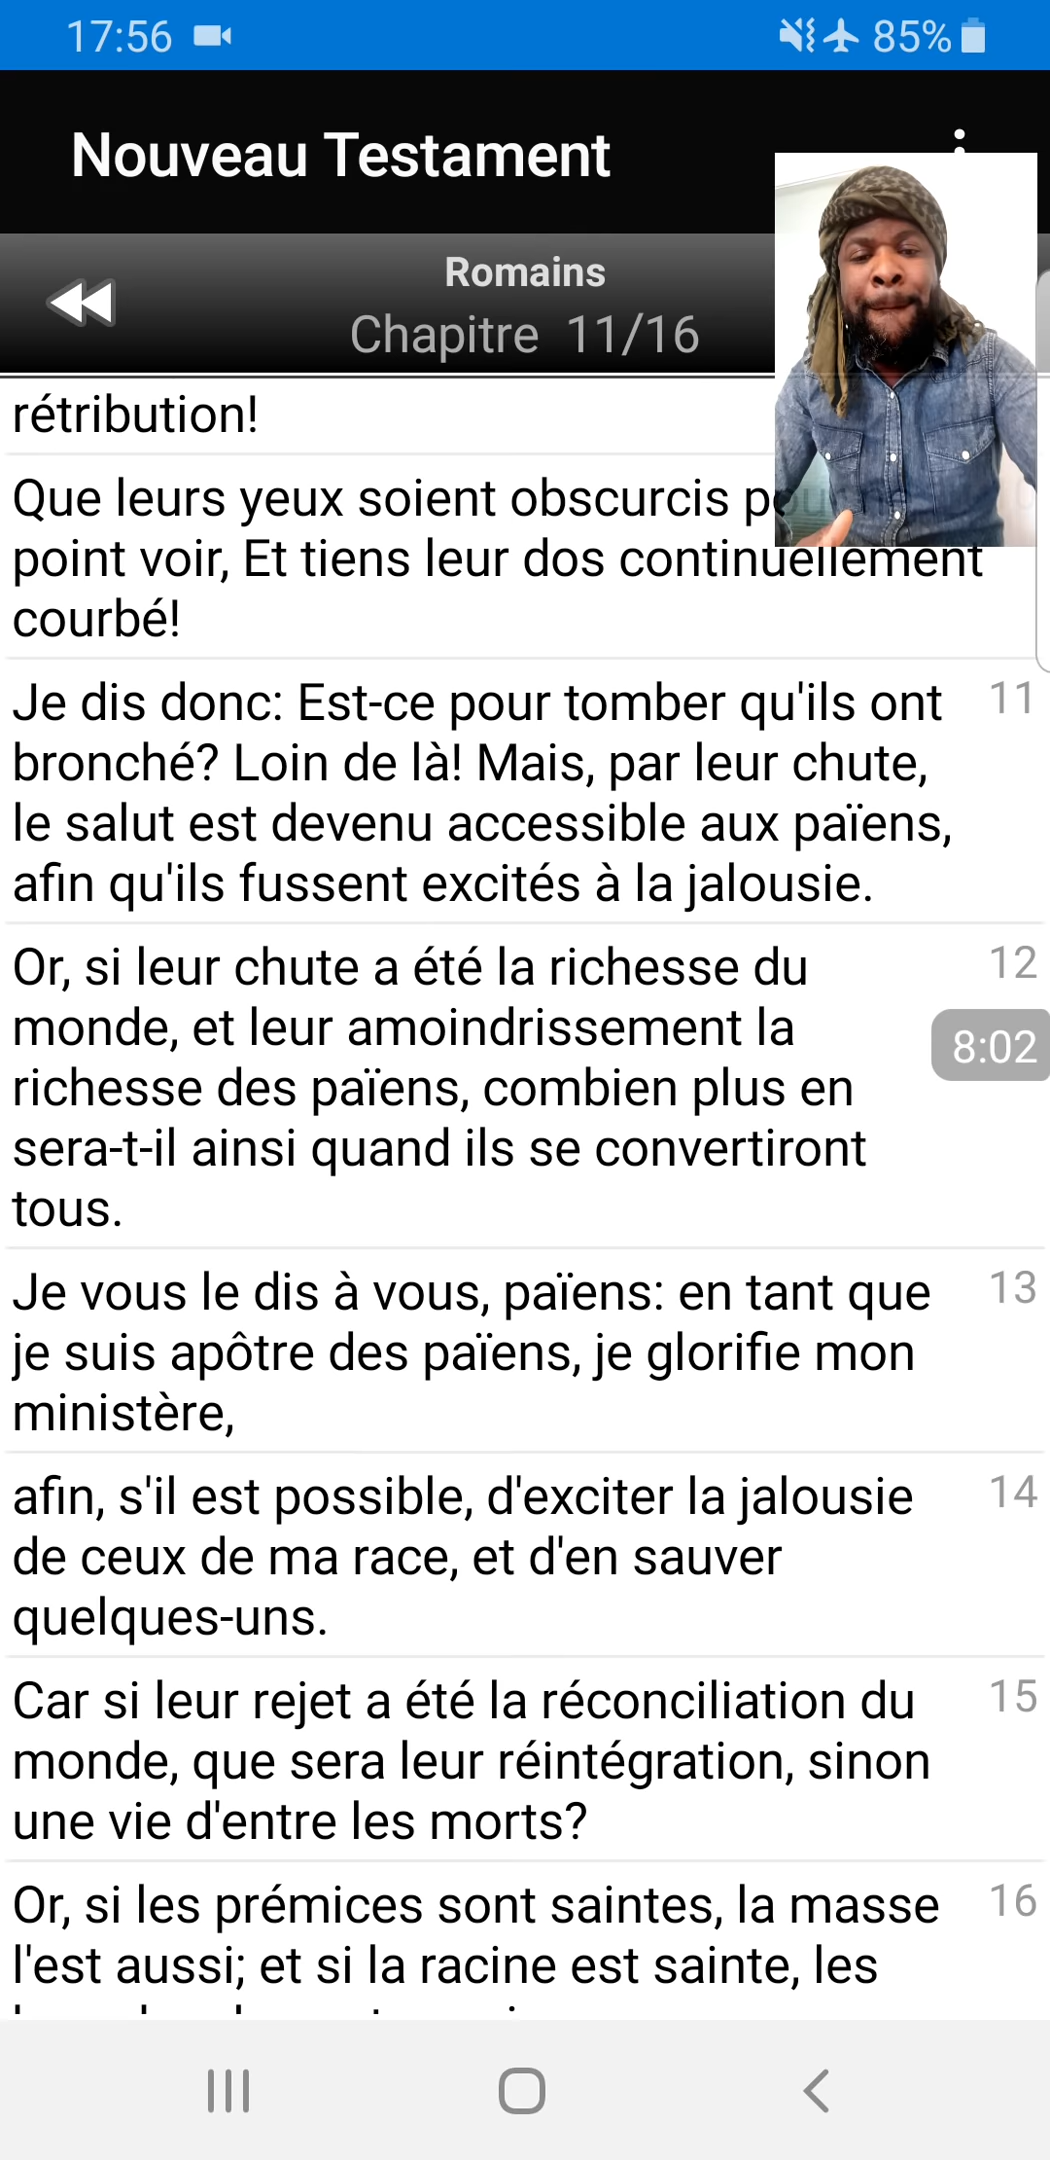 17:56 85%
Nouveau Testament
Romains
Chapitre 11/16
rétribution!
Que leurs yeux soient obscurcis
point voir, Et tiens leur dos continuellement
courbé!
Je dis donc: Est-ce pour tomber qu'ils ont 11
bronché? Loin de là! Mais, par leur chute,
le salut est devenu accessible aux païens,
afin qu'ils fussent excités à la jalousie.
Or, si leur chute a été la richesse du 12
monde, et leur amoindrissement la
8:02
richesse des païens, combien plus en
sera-t-il ainsi quand ils se convertiront
tous.
Je vous le dis à vous, païens: en tant que 13
je suis apôtre des païens, je glorifie mon
ministère,
afin, s'il est possible, d'exciter la jalousie 14
de ceux de ma race, et d'en sauver
quelques-uns.
Car si leur rejet a été la réconciliation du 15
monde, que sera leur réintégration, sinon
une vie d'entre les morts?
Or, si les prémices sont saintes, la masse 16
l'est aussi; et si la racine est sainte, les